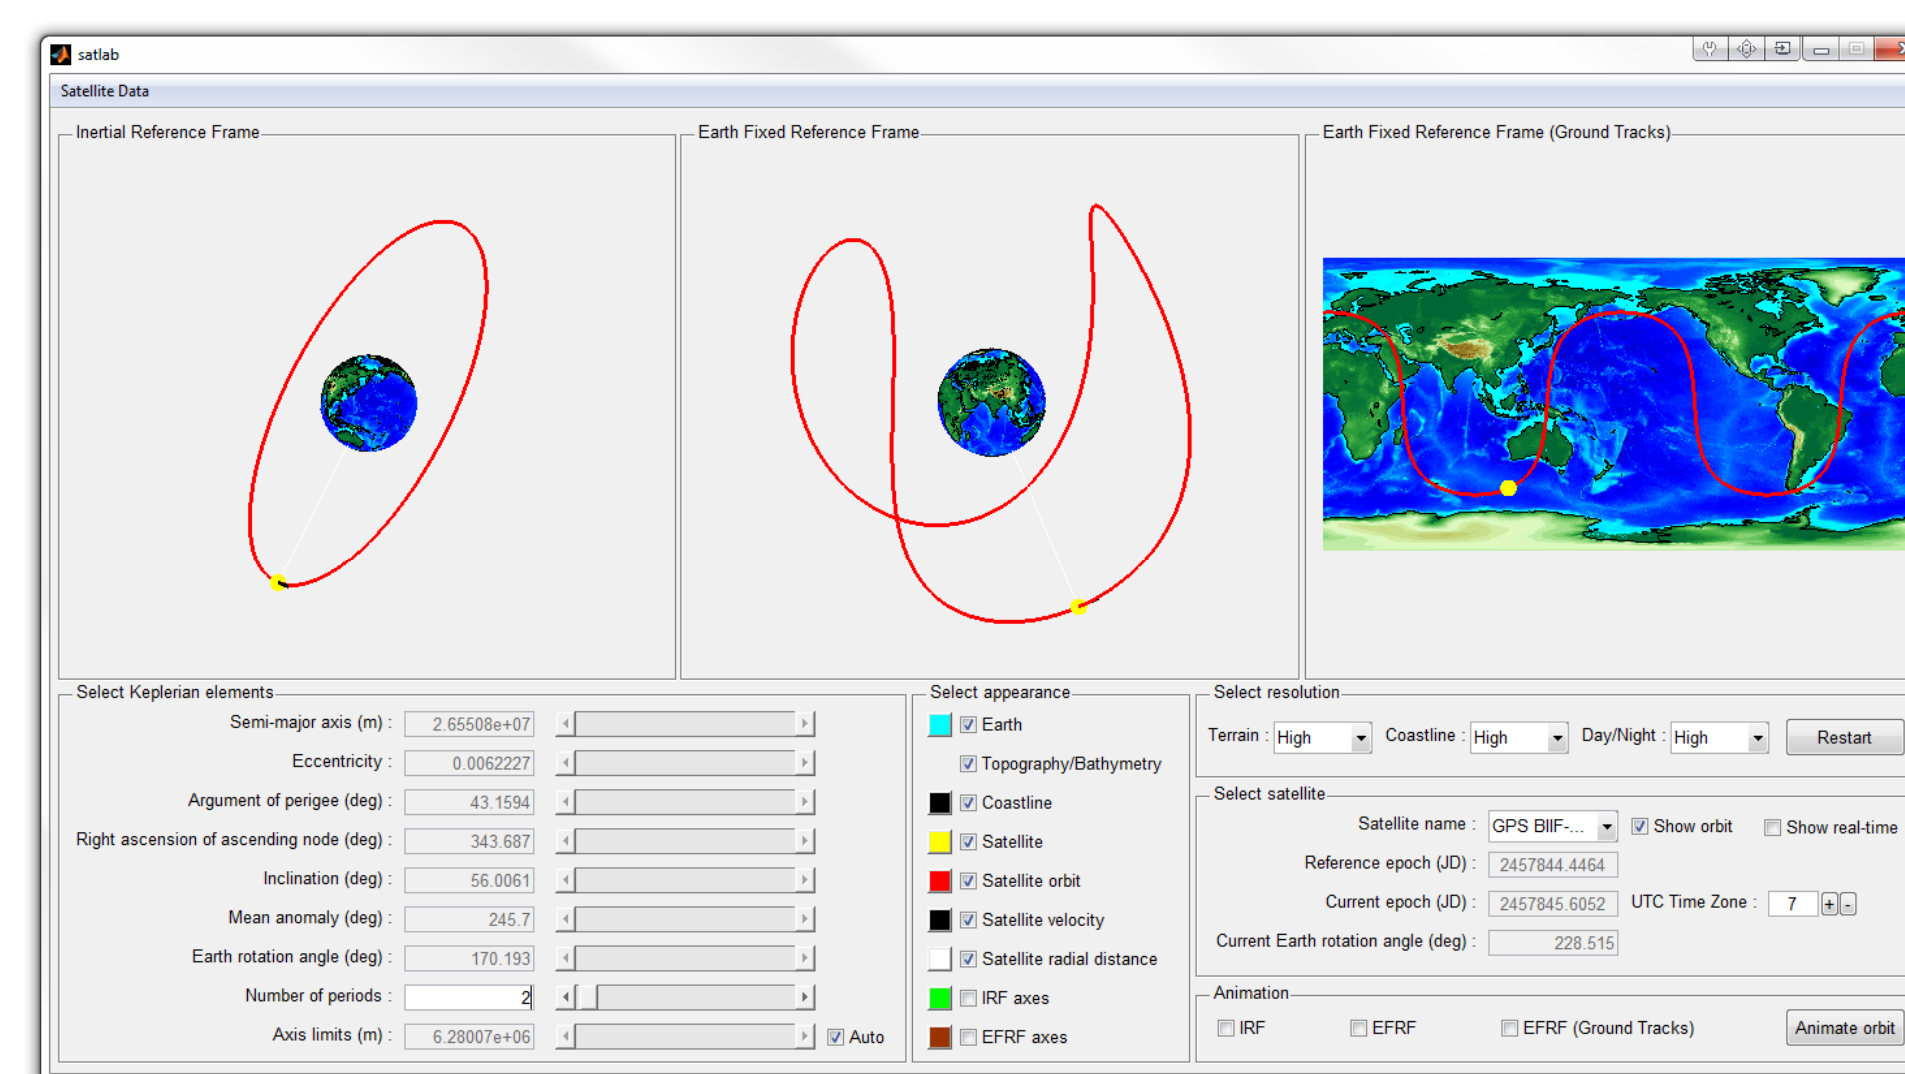 satlab
Satellite Data
Inertial Reference Frame
Earth Fixed Reference Frame
Earth Fixed Reference Frame (Ground Tracks)
Select Keplerian elements
Semi-major axis (m) : 2.65508e+07
Eccentricity : 0.0062227
Argument of perigee (deg) : 43.1594
Right ascension of ascending node (deg) : 343.687
Inclination (deg) : 56.0061
Mean anomaly (deg) : 245.7
Earth rotation angle (deg) : 170.193
Number of periods : 2
Axis limits (m) : 6.28007e+06 Auto
Select appearance
Earth
Topography/Bathymetry
Coastline
Satellite
Satellite orbit
Satellite velocity
Satellite radial distance
IRF axes
EFRF axes
Select resolution
Terrain : High Coastline : High Day/Night : High Restart
Select satellite
Satellite name : GPS BIIF-... Show orbit Show real-time
Reference epoch (JD) : 2457844.4464
Current epoch (JD) : 2457845.6052 UTC Time Zone : 7 + -
Current Earth rotation angle (deg) : 228.515
Animation
IRF EFRF EFRF (Ground Tracks) Animate orbit